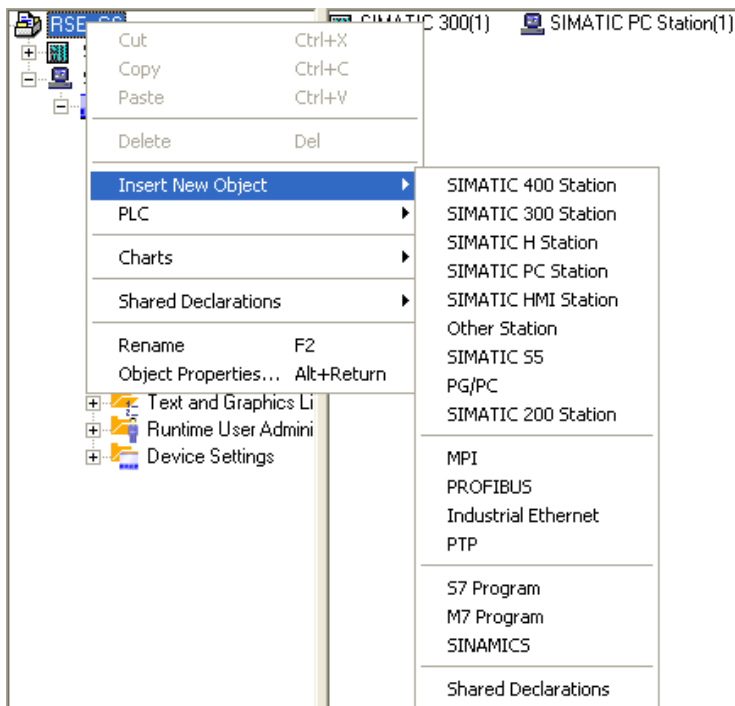 SIMATIC 300(1)
SIMATIC PC Station(1)
Cut Ctrl+X
Copy Ctrl+C
Paste Ctrl+V
Delete Del
Insert New Object
PLC
Charts
Shared Declarations
Rename F2
Object Properties... Alt+Return
SIMATIC 400 Station
SIMATIC 300 Station
SIMATIC H Station
SIMATIC PC Station
SIMATIC HMI Station
Other Station
SIMATIC S5
PG/PC
SIMATIC 200 Station
MPI
PROFIBUS
Industrial Ethernet
PTP
S7 Program
M7 Program
SINAMICS
Shared Declarations
Text and Graphics Li
Runtime User Admini
Device Settings